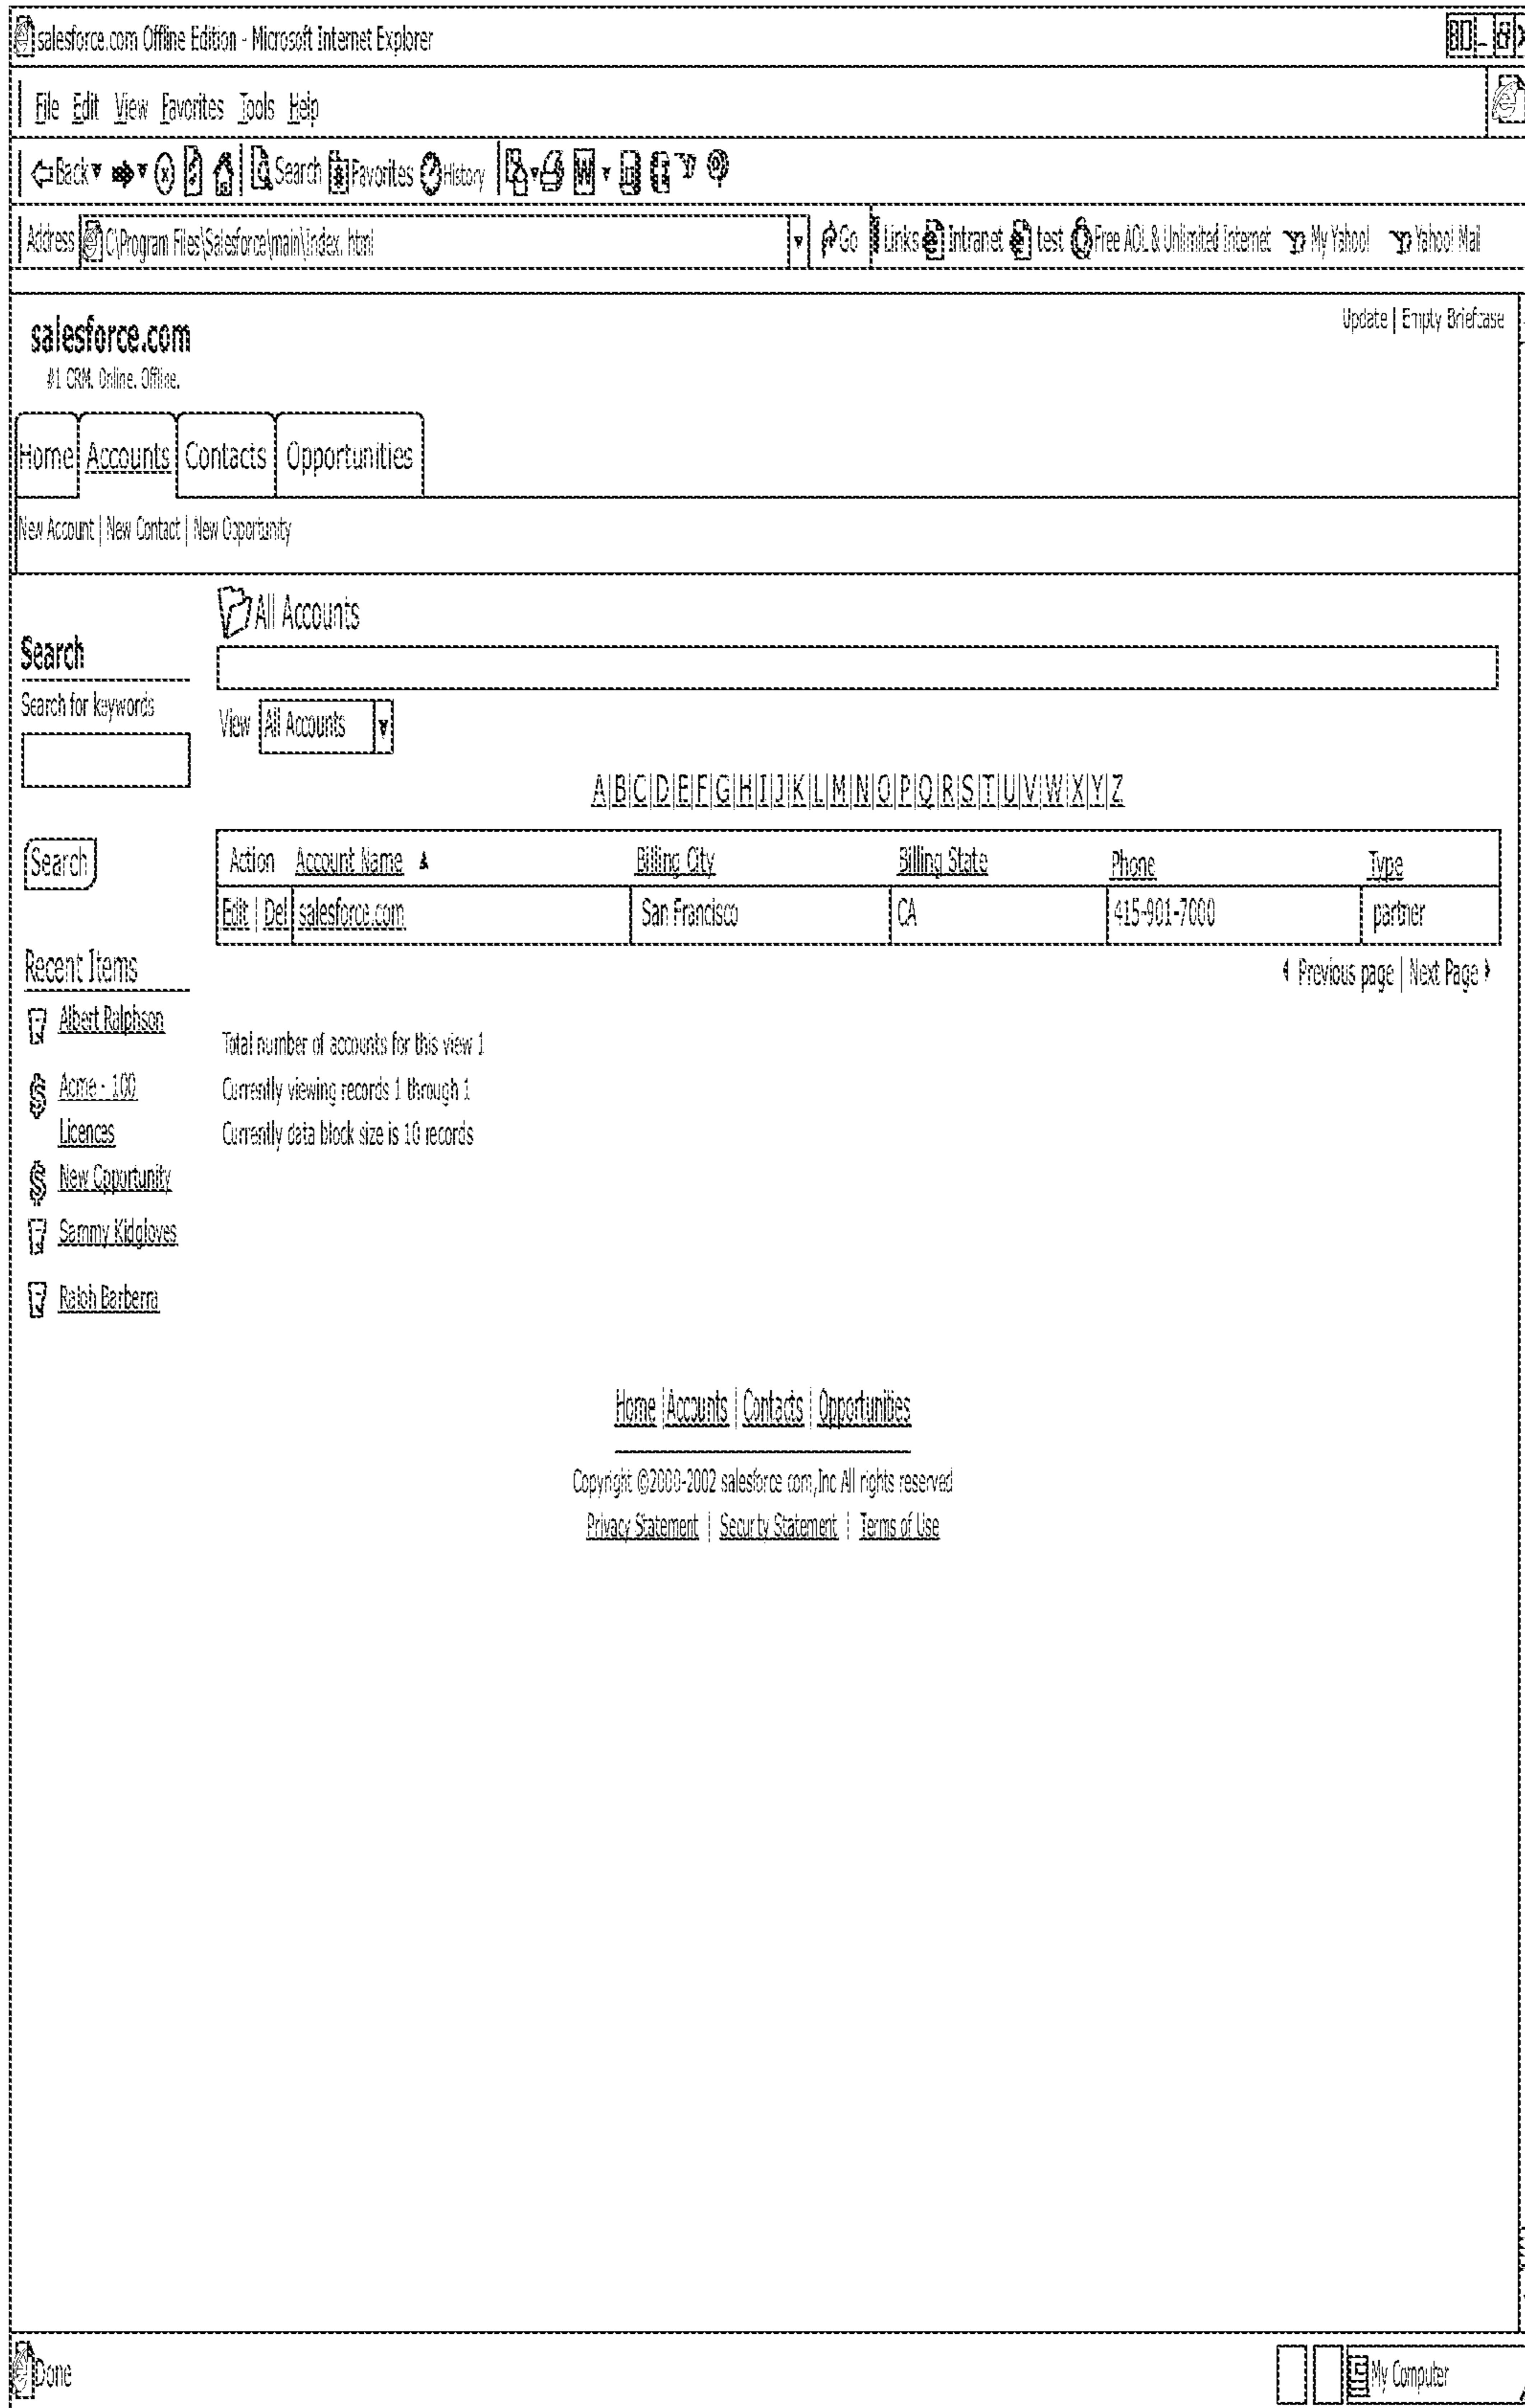 salesforce.com Offline Edition - Microsoft Internet Explorer
File Edit View Favorites Tools Help
Back Search Favorites History W
Address C\Program Files\Salesforce\main\index. html Go Links Intranet test Free AOL & Unlimited Internet My Yahoo! Yahoo! Mail
salesforce.com Update | Empty Briefcase
#1 CRM. Online. Offline.
Home Accounts Contacts Opportunities
New Account | New Contact | New Opportunity
All Accounts
Search
Search for keywords
View All Accounts
A|B|C|D|E|F|G|H|I|J|K|L|M|N|O|P|Q|R|S|T|U|V|W|X|Y|Z
Search
Action Account Name Billing City Billing State Phone Type
Edit | Del salesforce.com San Francisco CA 415-901-7000 partner
Previous page | Next Page
Recent Items
Albert Ralphson
Acme - 100
Licences
New Opportunity
Sammy Kidgloves
Ralph Barberra
Total number of accounts for this view 1
Currently viewing records 1 through 1
Currently data block size is 10 records
Home | Accounts | Contacts | Opportunities
Copyright ©2000-2002 salesforce com,Inc All rights reserved
Privacy Statement | Security Statement | Terms of Use
Done My Computer